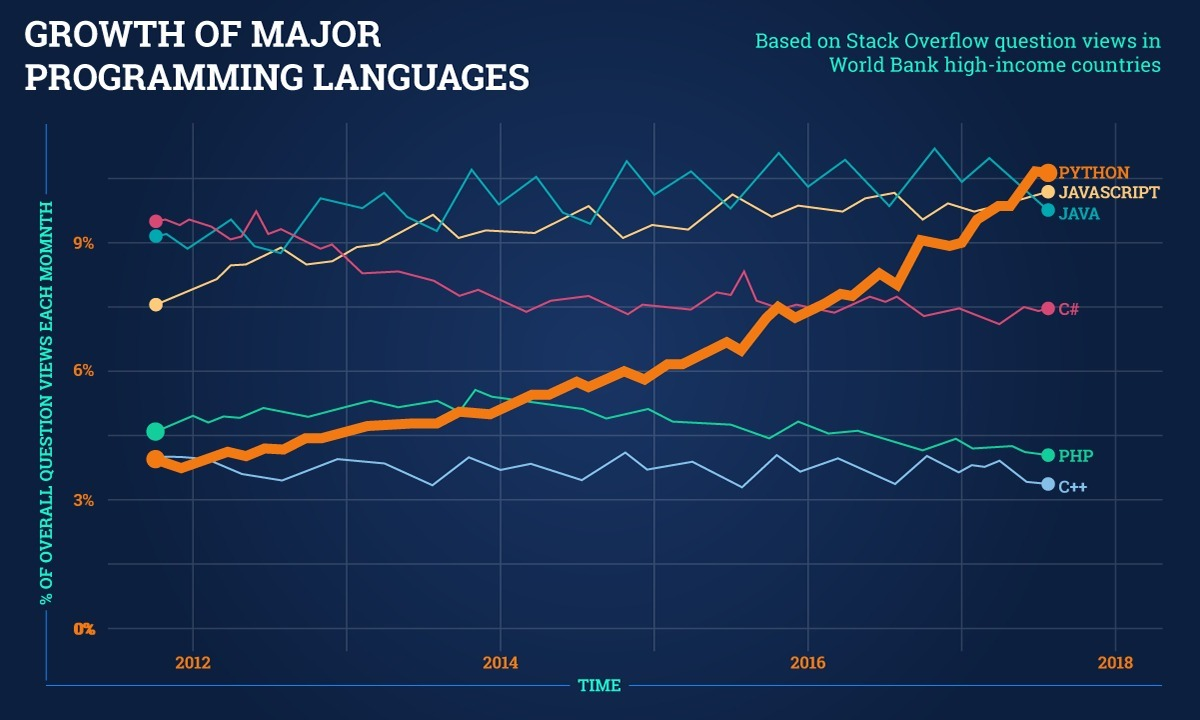 GROWTH OF MAJOR
PROGRAMMING LANGUAGES
Based on Stack Overflow question views in
World Bank high-income countries
% OF OVERALL QUESTION VIEWS EACH MOMNTH
9%
6%
3%
0%
PYTHON
JAVASCRIPT
JAVA
C#
PHP
C++
2012
2014
2016
2018
TIME